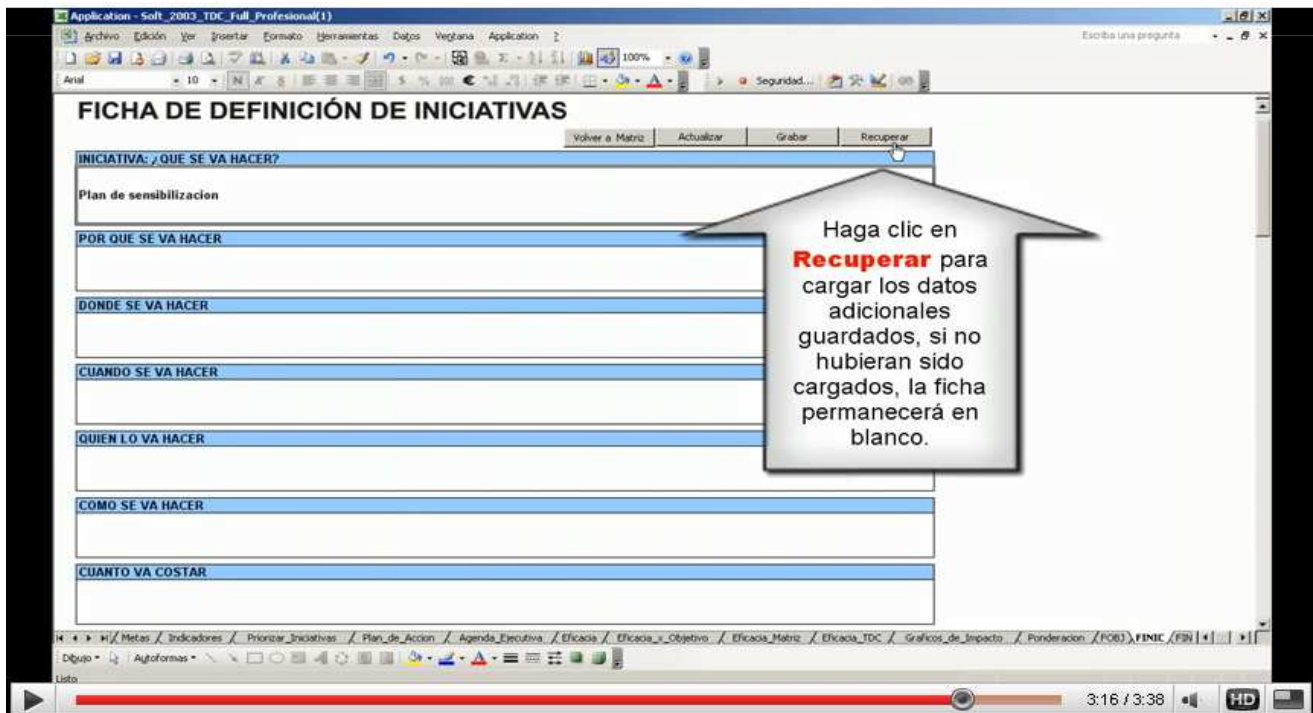 Application - Soft_2003_TDC_Full_Profesional(1)
Archivo Edición Ver Insertar Formato Herramientas Datos Ventana Application ?
Escriba una pregunta
100%
Arial 10 N K S
Seguridad...
FICHA DE DEFINICIÓN DE INICIATIVAS
Volver a Matriz Actualizar Grabar Recuperar
INICIATIVA: ¿QUE SE VA HACER?
Plan de sensibilizacion
POR QUE SE VA HACER
DONDE SE VA HACER
CUANDO SE VA HACER
QUIEN LO VA HACER
COMO SE VA HACER
CUANTO VA COSTAR
Haga clic en
Recuperar para
cargar los datos
adicionales
guardados, si no
hubieran sido
cargados, la ficha
permanecerá en
blanco.
Metas / Indicadores / Priorizar_Iniciativas / Plan_de_Accion / Agenda_Ejecutiva / Eficacia / Eficacia_x_Objetivo / Eficacia_Matriz / Eficacia_TDC / Graficos_de_Impacto / Ponderacion / FOBJ \ FINIC / FIN
Dibujo Autoformas
Listo
3:16 / 3:38 HD